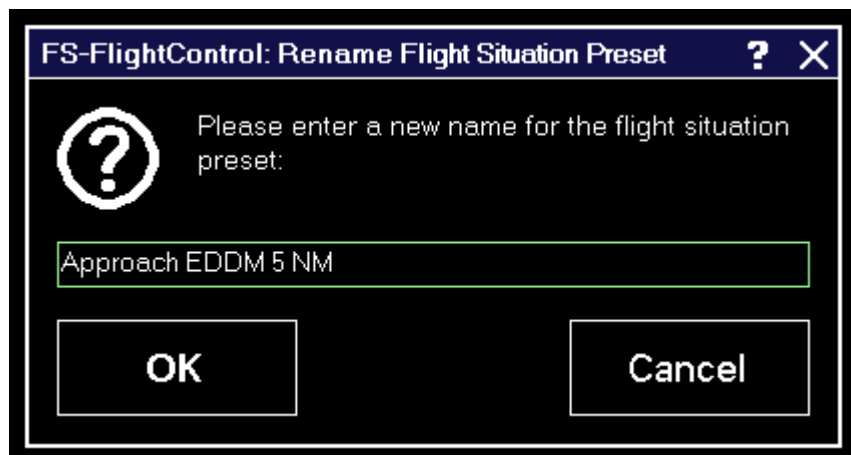 FS-FlightControl: Rename Flight Situation Preset ? X
Please enter a new name for the flight situation
preset:
Approach EDDM 5 NM
OK Cancel